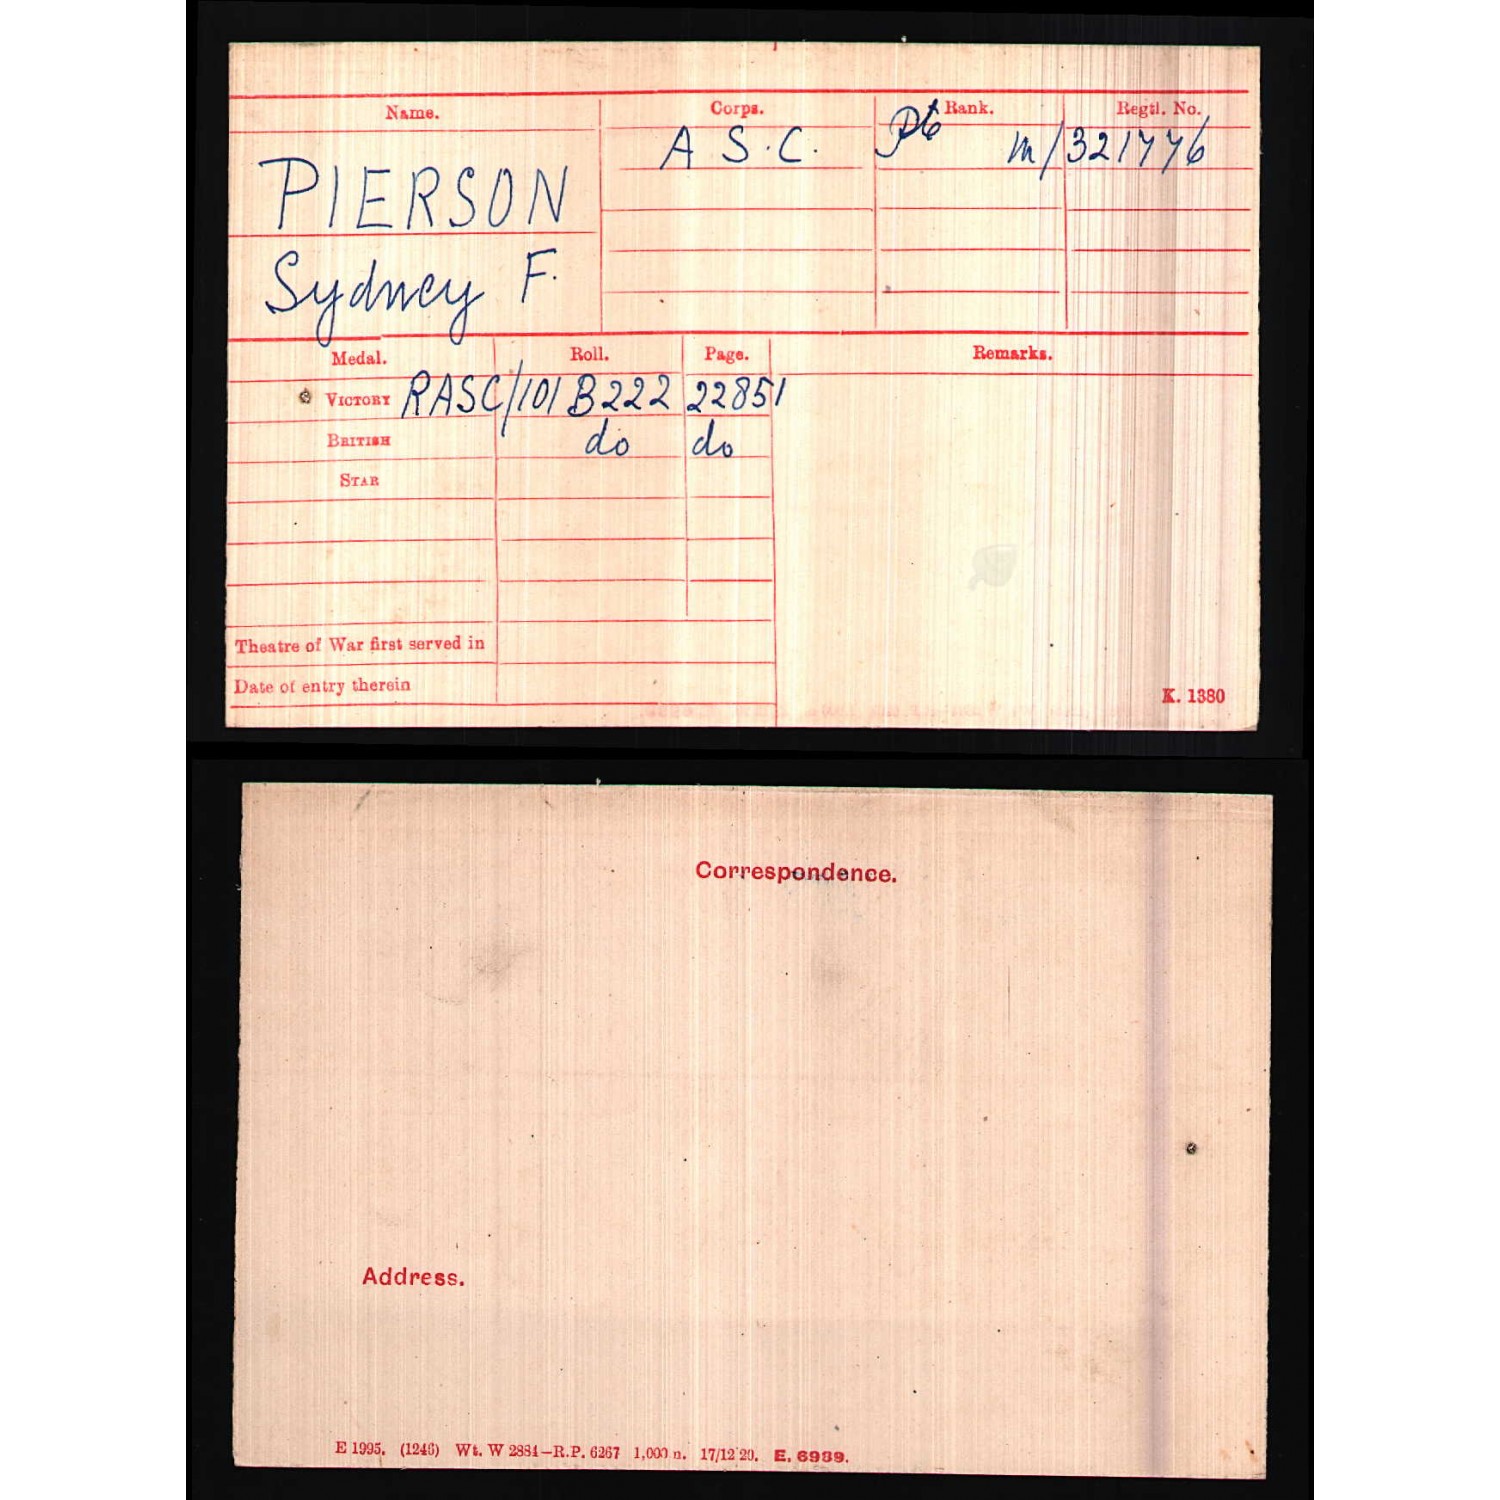 Name. Corps. Rank. Regtl. No.
A S.C. Pte M/321776
PIERSON
Sydney F.
Medal. Roll. Page. Remarks.
VICTORY RASC/101 B222 22851
BRITISH do do
STAR
Theatre of War first served in
Date of entry therein
K. 1380
Correspondence.
Address.
E 1995. (1246) Wt. W 2884—R.P. 6267 1,000 n. 17/12 20. E. 6989.